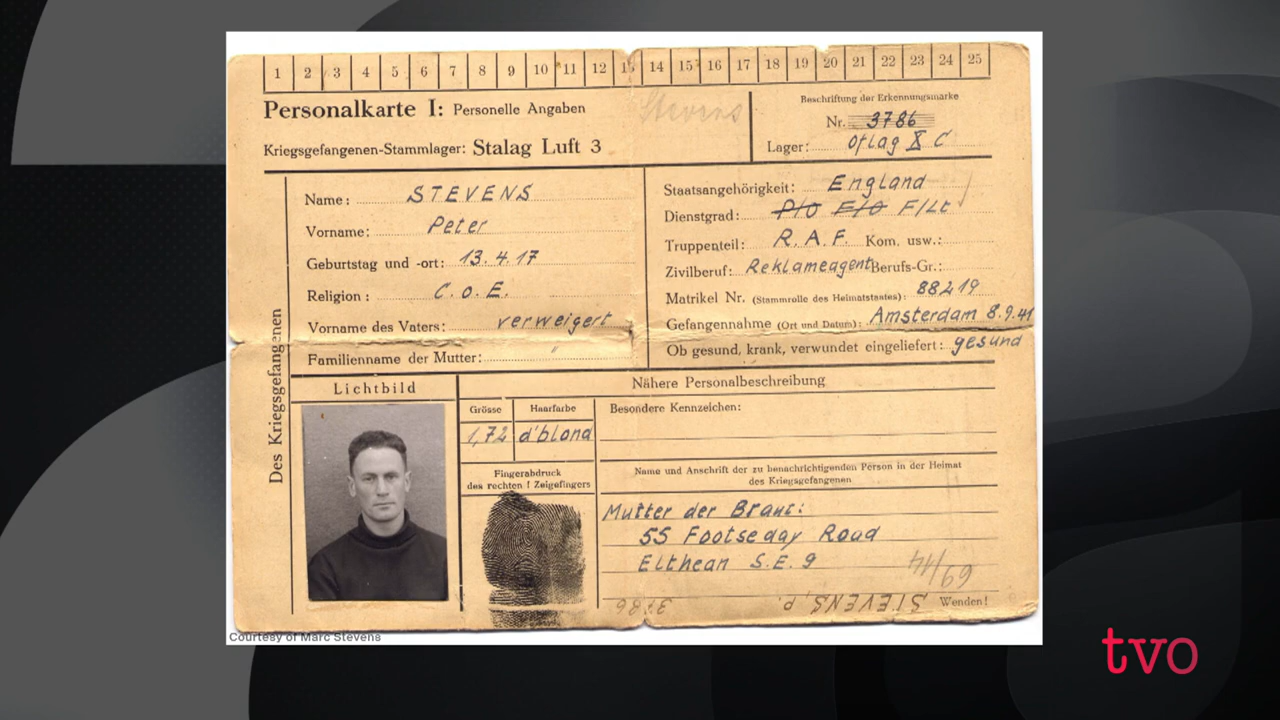 1 2 3 4 5 6 7 8 9 10 11 12 13 14 15 16 17 18 19 20 21 22 23 24 25
Personalkarte I: Personelle Angaben
Stevens
Kriegsgefangenen-Stammlager: Stalag Luft 3
Beschriftung der Erkennungsmarke
Nr. 3786
Lager: Oflag X C
Des Kriegsgefangenen
Name: STEVENS
Vorname: Peter
Geburtstag und -ort: 13.4.17
Religion: C.O.E.
Vorname des Vaters: verweigert
Familienname der Mutter: "
Staatsangehörigkeit: England
Dienstgrad: P/O F/O F/Lt
Truppenteil: R.A.F. Kom. usw.:
Zivilberuf: Reklameagent Berufs-Gr.:
Matrikel Nr. (Stammrolle des Heimatstaates): 88219
Gefangennahme (Ort und Datum): Amsterdam 8.9.41
Ob gesund, krank, verwundet eingeliefert: gesund
Lichtbild
Nähere Personalbeschreibung
Grösse
Haarfarbe
1,72
d'blond
Besondere Kennzeichen:
Fingerabdruck
des rechten ! Zeigefingers
Name und Anschrift der zu benachrichtigenden Person in der Heimat
des Kriegsgefangenen
Mutter der Braut:
55 Footseday Road
Elthean S.E. 9
69/44
STEVENS, P. 3786
Wenden!
Courtesy of Marc Stevens
tvo